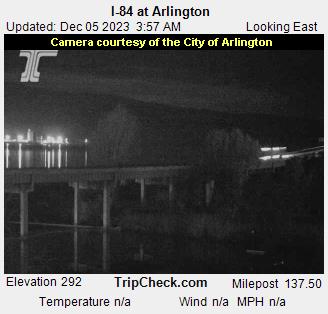 I-84 at Arlington
Updated: Dec 05 2023 3:57 AM Looking East
Camera courtesy of the City of Arlington
Elevation 292 TripCheck.com Milepost 137.50
Temperature n/a Wind n/a MPH n/a